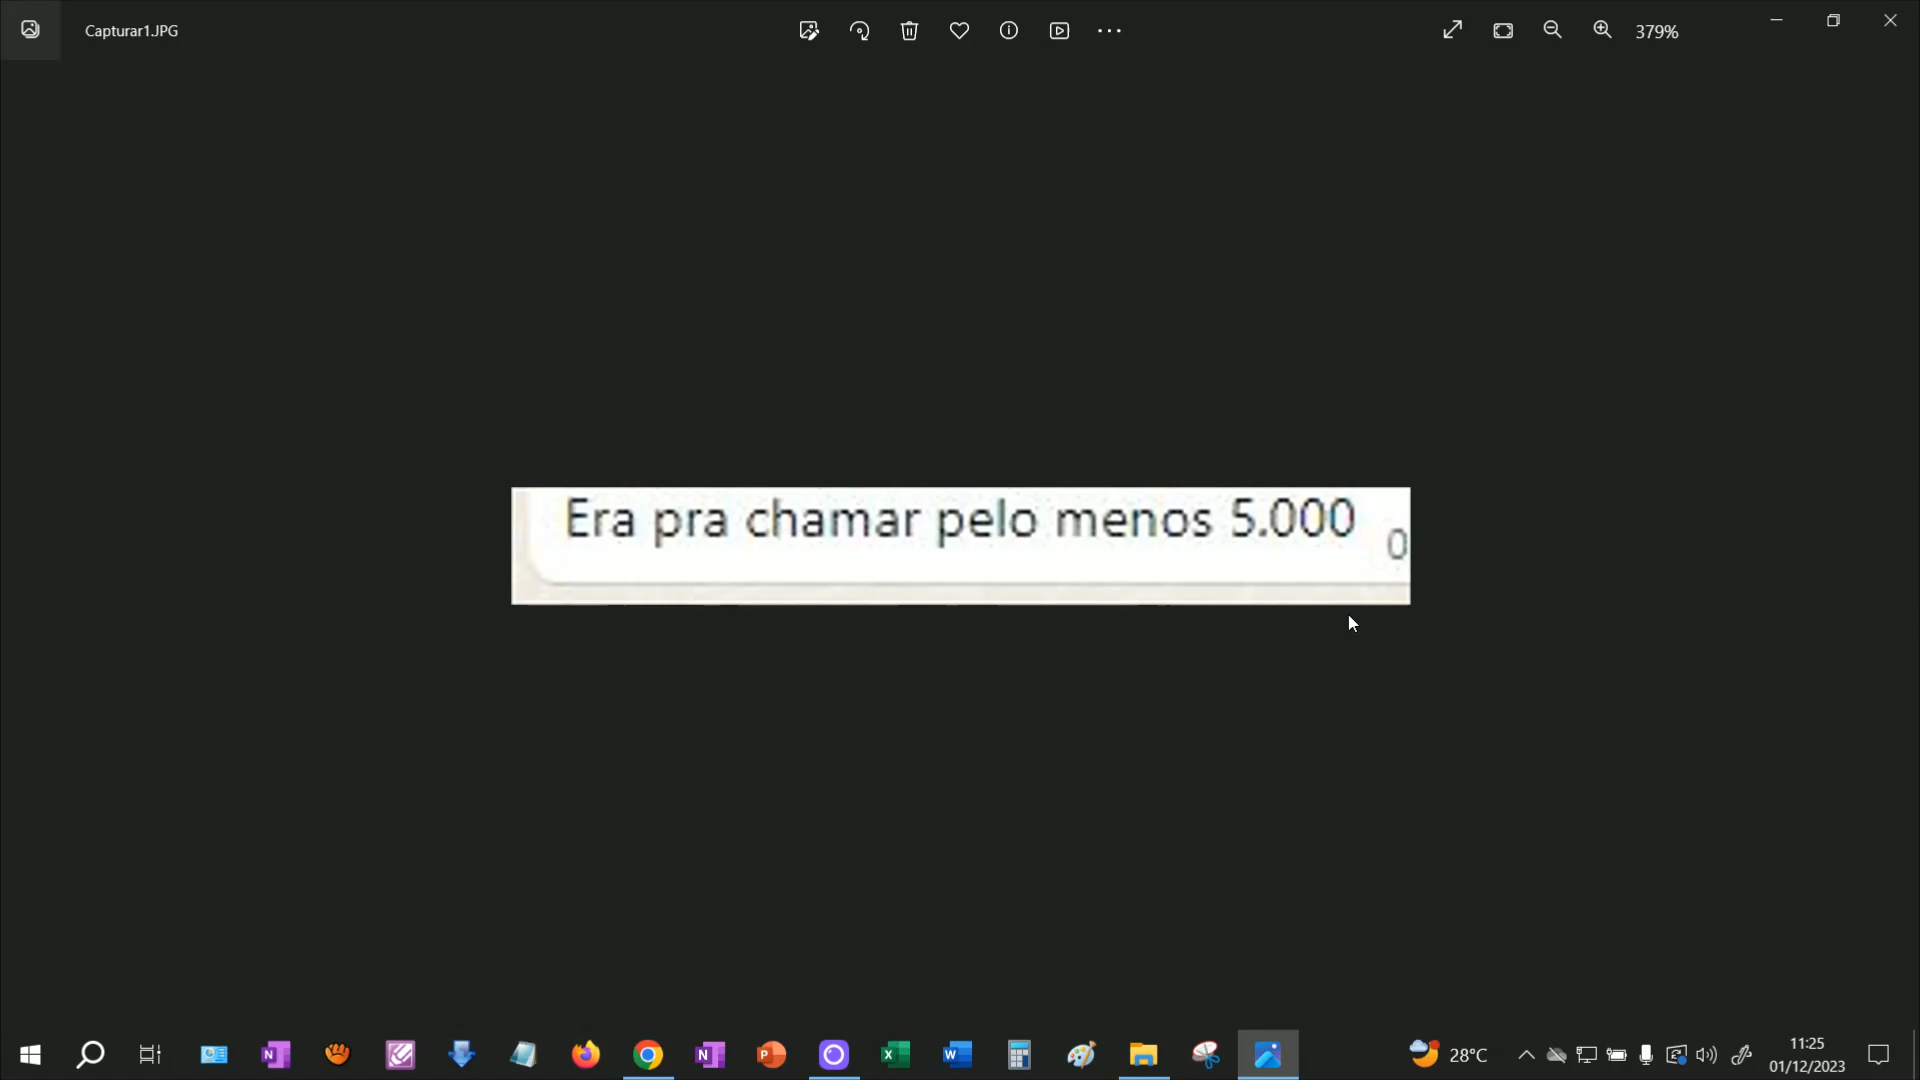 Capturar1.JPG
379%
Era pra chamar pelo menos 5.000
0
28°C
11:25
01/12/2023